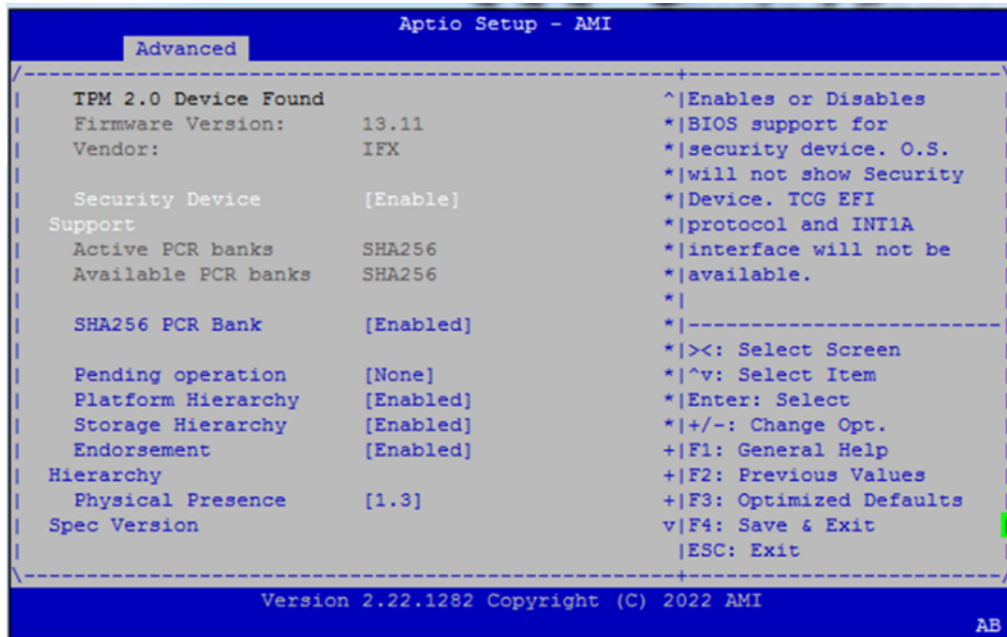 Aptio Setup - AMI
Advanced
TPM 2.0 Device Found
Firmware Version: 13.11
Vendor: IFX
Security Device [Enable]
Support
Active PCR banks SHA256
Available PCR banks SHA256
SHA256 PCR Bank [Enabled]
Pending operation [None]
Platform Hierarchy [Enabled]
Storage Hierarchy [Enabled]
Endorsement [Enabled]
Hierarchy
Physical Presence [1.3]
Spec Version
Enables or Disables
BIOS support for
security device. O.S.
will not show Security
Device. TCG EFI
protocol and INT1A
interface will not be
available.
><: Select Screen
^v: Select Item
Enter: Select
+/-: Change Opt.
F1: General Help
F2: Previous Values
F3: Optimized Defaults
F4: Save & Exit
ESC: Exit
Version 2.22.1282 Copyright (C) 2022 AMI
AB